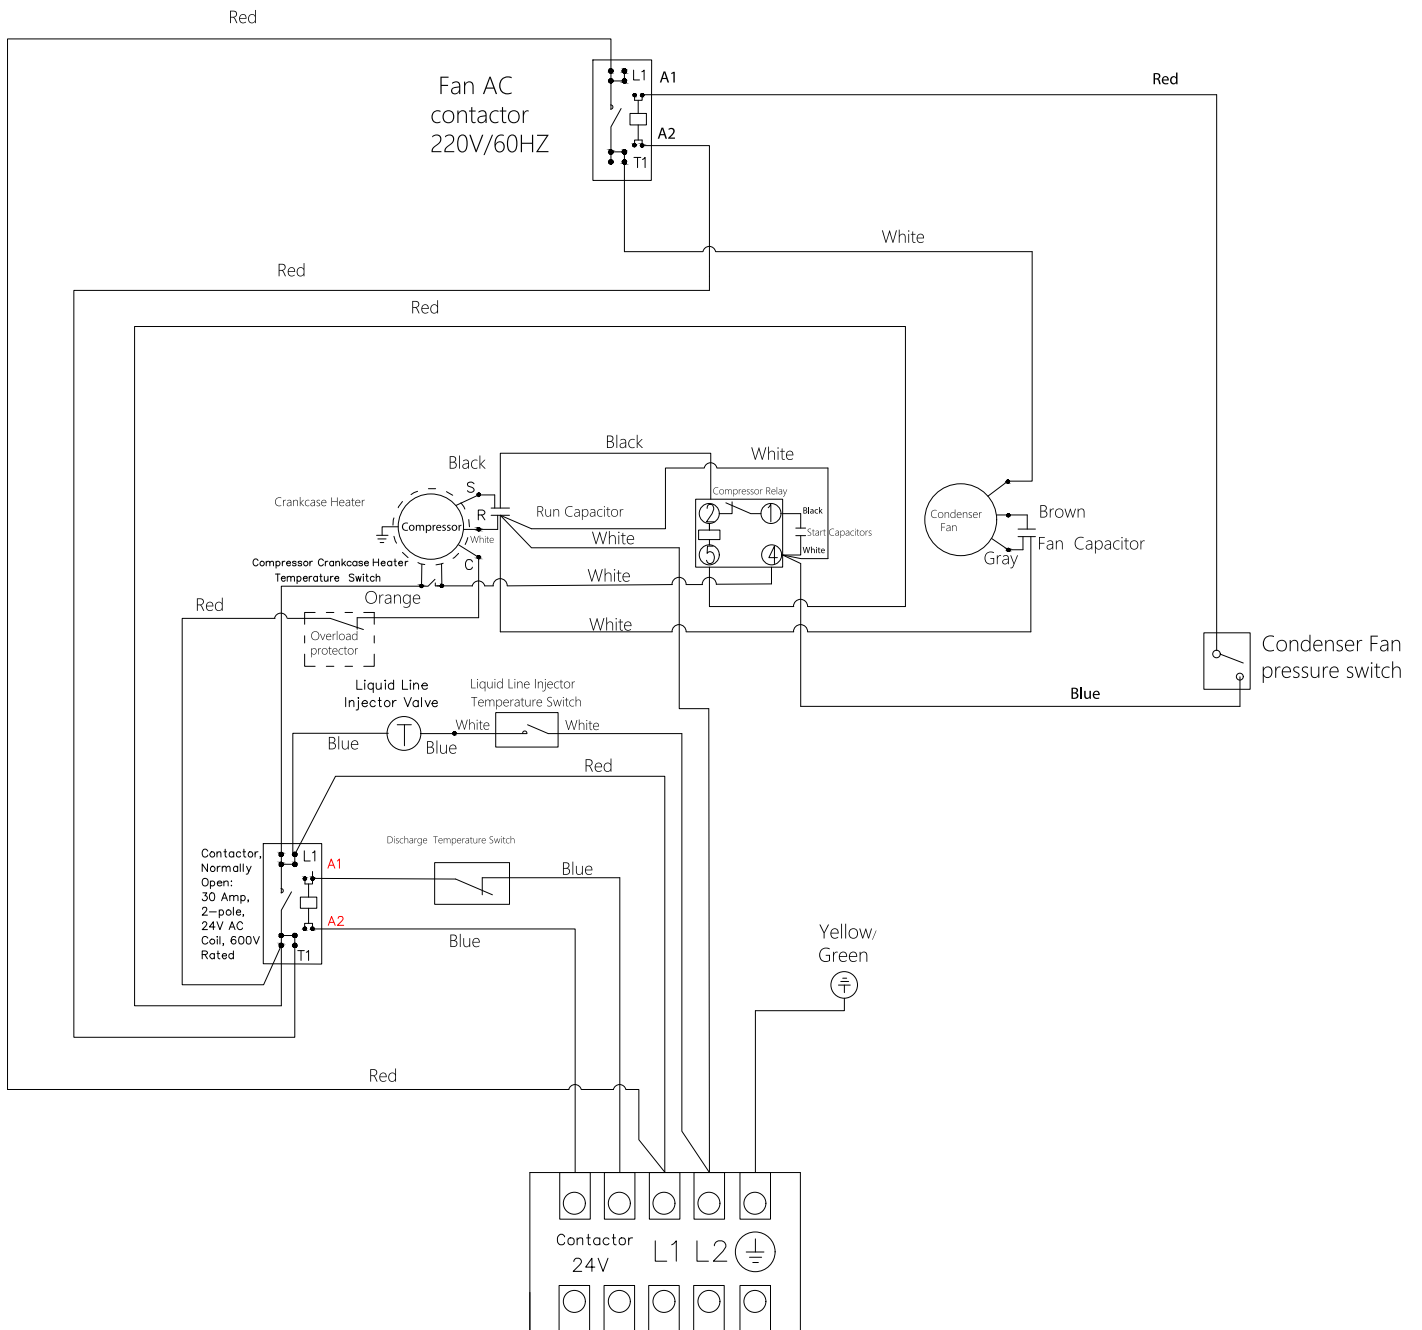 Red
Fan AC
contactor
220V/60HZ
L1
A1
A2
T1
Red
White
Red
Red
Black
White
Black
S
Crankcase Heater
Compressor
R
White
C
Run Capacitor
White
Compressor Relay
2
1
5
4
Black
Start Capacitors
White
Condenser
Fan
Brown
Fan Capacitor
Gray
Compressor Crankcase Heater
Temperature Switch
White
Orange
Red
Overload
protector
White
Condenser Fan
pressure switch
Blue
Liquid Line
Injector Valve
Liquid Line Injector
Temperature Switch
T
Blue
Blue
White
White
Red
Discharge Temperature Switch
Contactor,
Normally
Open:
30 Amp,
2-pole,
24V AC
Coil, 600V
Rated
L1
A1
A2
T1
Blue
Blue
Yellow/
Green
Red
Contactor
24V
L1
L2